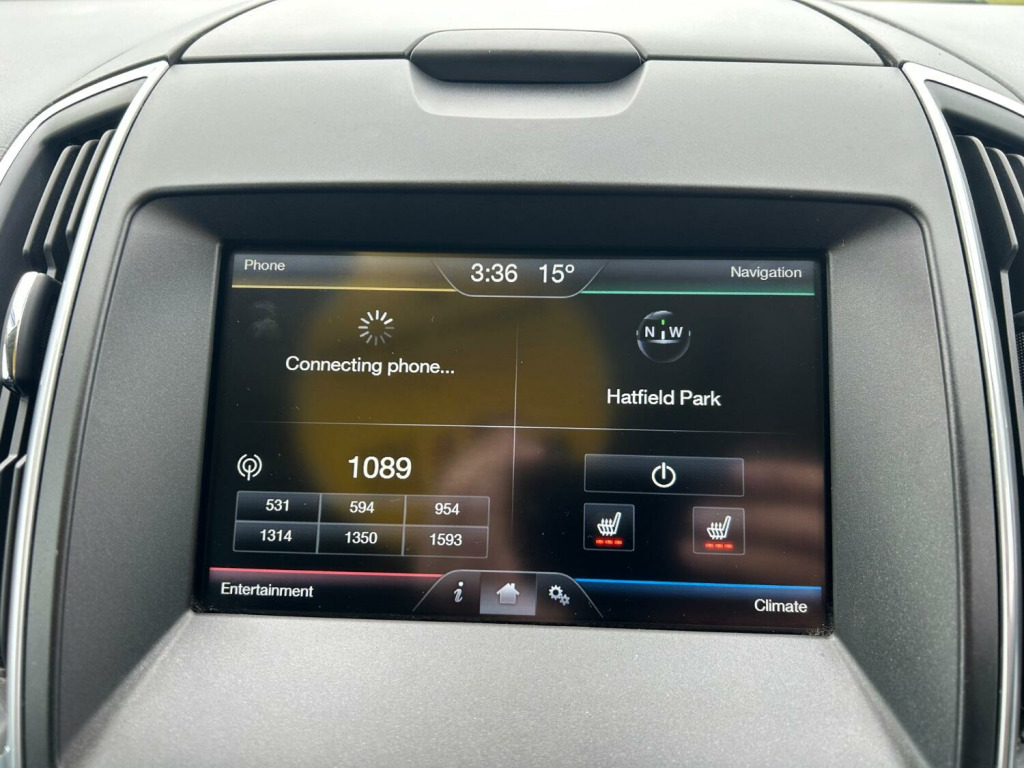 Phone
3:36 15°
Navigation
Connecting phone...
N W
Hatfield Park
1089
531 594 954
1314 1350 1593
Entertainment
i
Climate